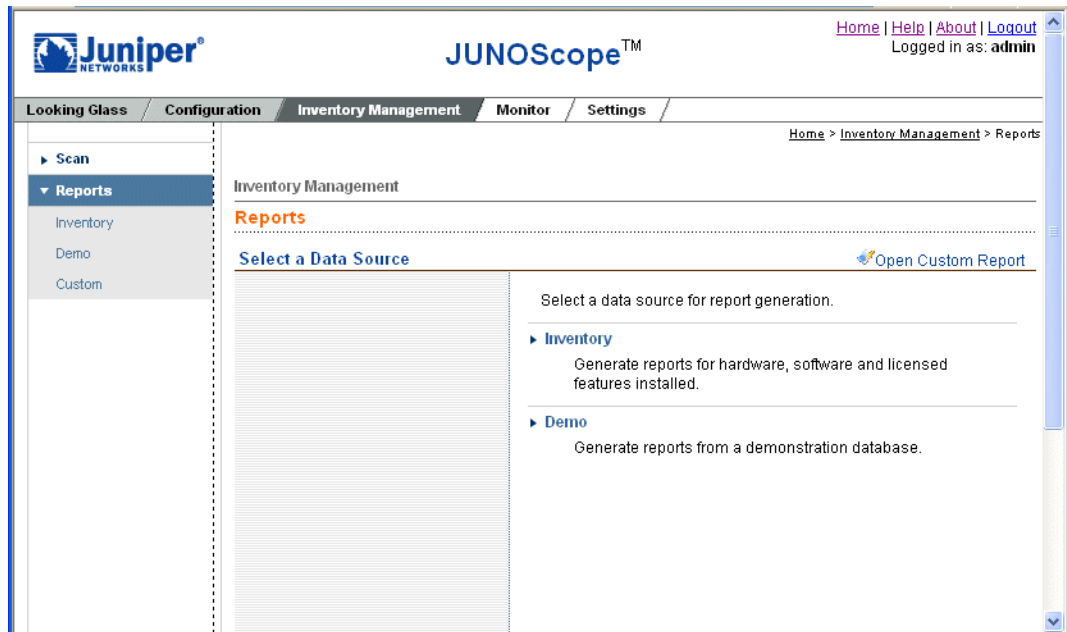 Juniper®
NETWORKS
JUNOScope™
Home | Help | About | Logout
Logged in as: admin
Looking Glass / Configuration / Inventory Management / Monitor / Settings /
Home > Inventory Management > Reports
Scan
Reports
Inventory
Demo
Custom
Inventory Management
Reports
Select a Data Source
Open Custom Report
Select a data source for report generation.
Inventory
Generate reports for hardware, software and licensed
features installed.
Demo
Generate reports from a demonstration database.